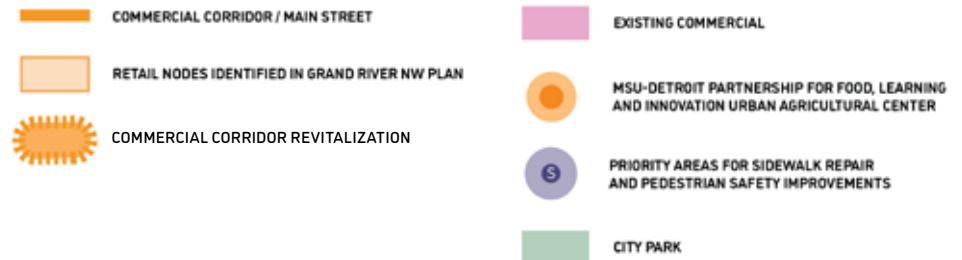 COMMERCIAL CORRIDOR / MAIN STREET
RETAIL NODES IDENTIFIED IN GRAND RIVER NW PLAN
COMMERCIAL CORRIDOR REVITALIZATION
EXISTING COMMERCIAL
MSU-DETROIT PARTNERSHIP FOR FOOD, LEARNING
AND INNOVATION URBAN AGRICULTURAL CENTER
S
PRIORITY AREAS FOR SIDEWALK REPAIR
AND PEDESTRIAN SAFETY IMPROVEMENTS
CITY PARK